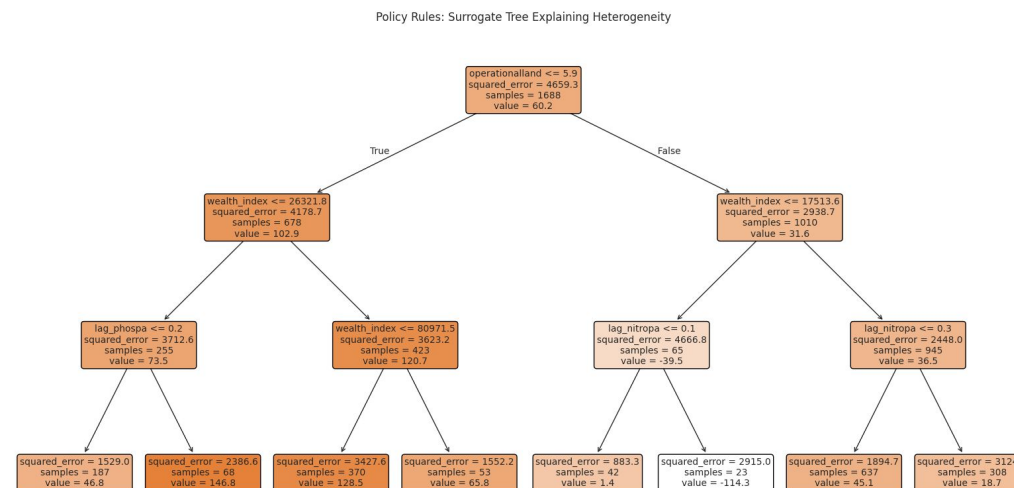 Policy Rules: Surrogate Tree Explaining Heterogeneity
operationalland <= 5.9
squared_error = 4659.3
samples = 1688
value = 60.2
True
False
wealth_index <= 26321.8
squared_error = 4178.7
samples = 678
value = 102.9
wealth_index <= 17513.6
squared_error = 2938.7
samples = 1010
value = 31.6
lag_phospa <= 0.2
squared_error = 3712.6
samples = 255
value = 73.5
wealth_index <= 80971.5
squared_error = 3623.2
samples = 423
value = 120.7
lag_nitropa <= 0.1
squared_error = 4666.8
samples = 65
value = -39.5
lag_nitropa <= 0.3
squared_error = 2448.0
samples = 945
value = 36.5
squared_error = 1529.0
samples = 187
value = 46.8
squared_error = 2386.6
samples = 68
value = 146.8
squared_error = 3427.6
samples = 370
value = 128.5
squared_error = 1552.2
samples = 53
value = 65.8
squared_error = 883.3
samples = 42
value = 1.4
squared_error = 2915.0
samples = 23
value = -114.3
squared_error = 1894.7
samples = 637
value = 45.1
squared_error =
samples = 308
value = 18.7